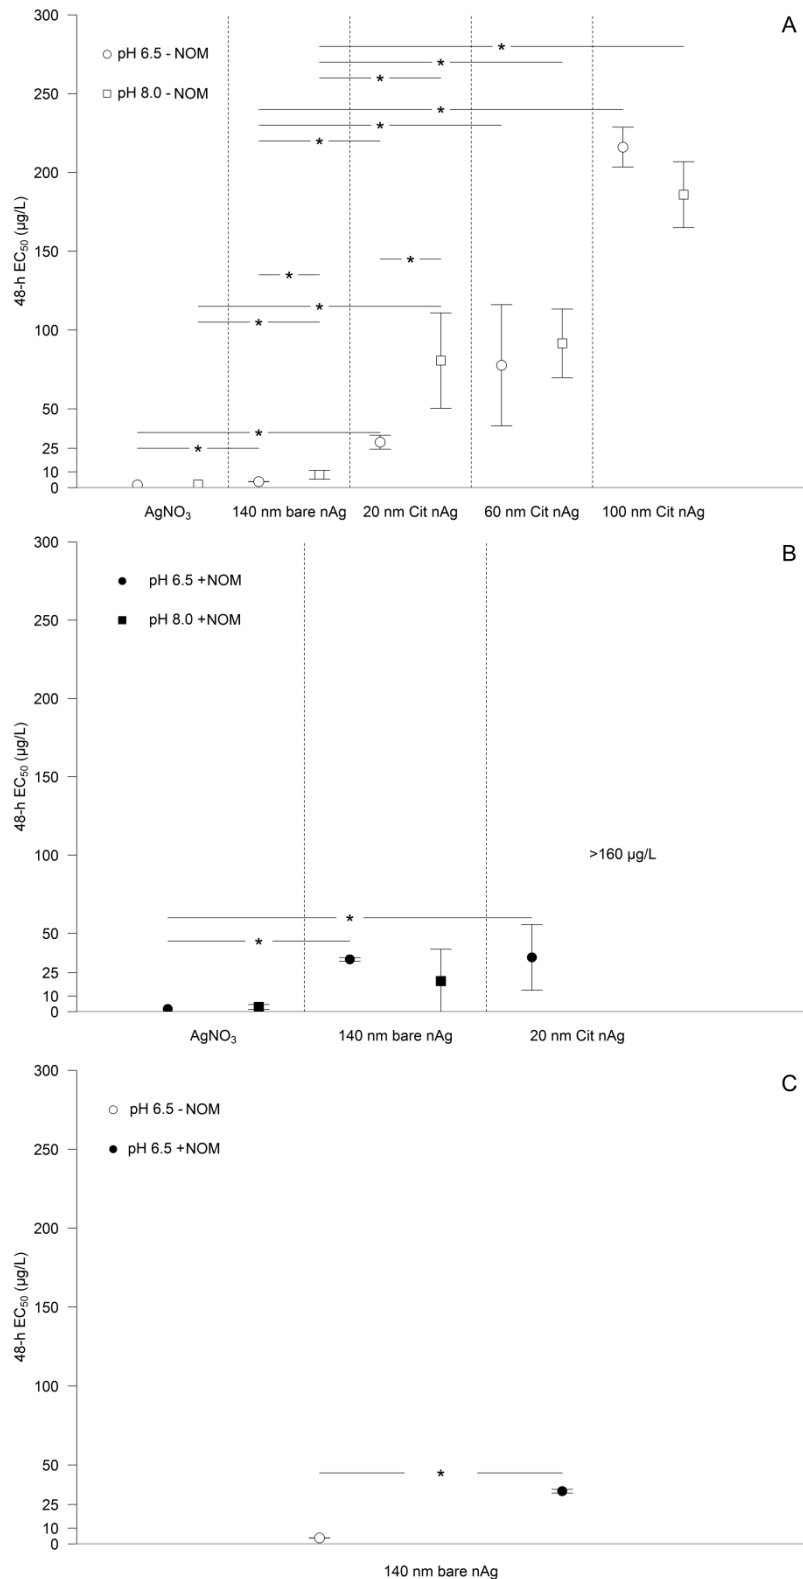 A
300
250
200
150
100
50
25
10
0
48-h EC₅₀ (µg/L)
pH 6.5 - NOM
pH 8.0 - NOM
*
*
*
*
*
*
*
*
*
*
*
*
AgNO₃ 140 nm bare nAg 20 nm Cit nAg 60 nm Cit nAg 100 nm Cit nAg
B
300
250
200
150
100
50
25
10
0
48-h EC₅₀ (µg/L)
pH 6.5 +NOM
pH 8.0 +NOM
>160 µg/L
*
*
AgNO₃ 140 nm bare nAg 20 nm Cit nAg
C
300
250
200
150
100
50
25
10
0
48-h EC₅₀ (µg/L)
pH 6.5 - NOM
pH 6.5 +NOM
*
140 nm bare nAg